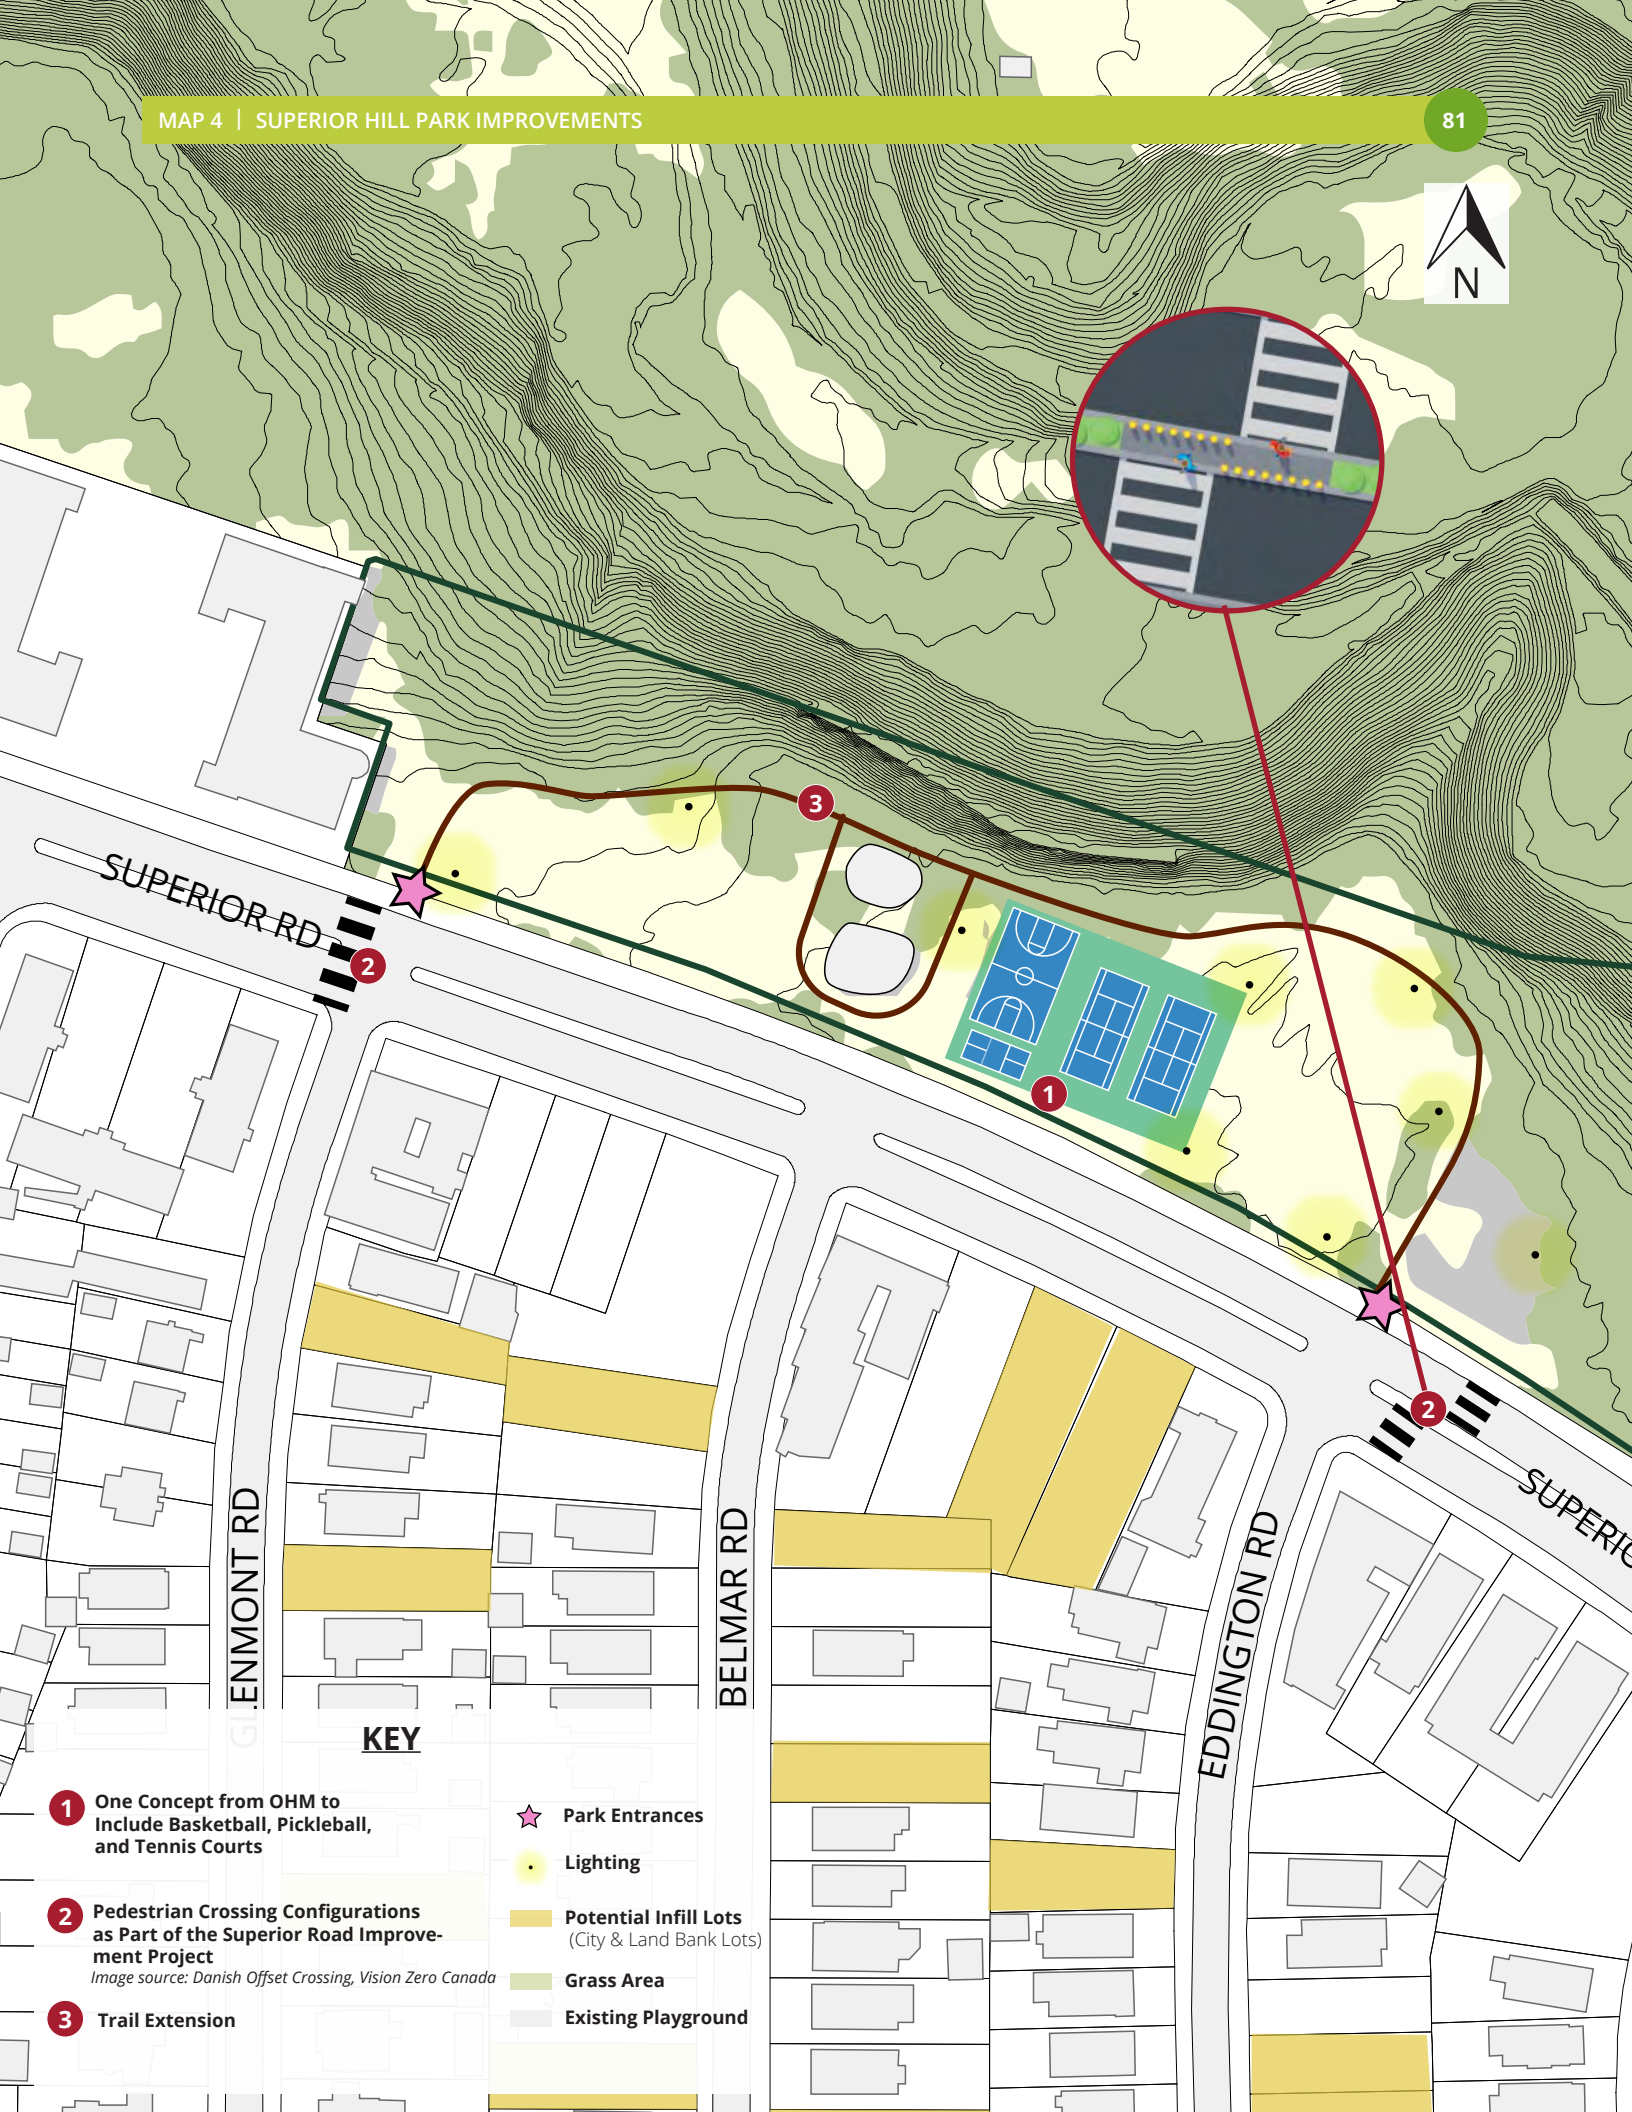 MAP 4 | SUPERIOR HILL PARK IMPROVEMENTS
81
N
3
SUPERIOR RD
2
1
2
SUPERIO
GLENMONT RD
BELMAR RD
EDDINGTON RD
KEY
1
One Concept from OHM to
Include Basketball, Pickleball,
and Tennis Courts
2
Pedestrian Crossing Configurations
as Part of the Superior Road Improve-
ment Project
Image source: Danish Offset Crossing, Vision Zero Canada
3
Trail Extension
Park Entrances
Lighting
Potential Infill Lots
(City & Land Bank Lots)
Grass Area
Existing Playground